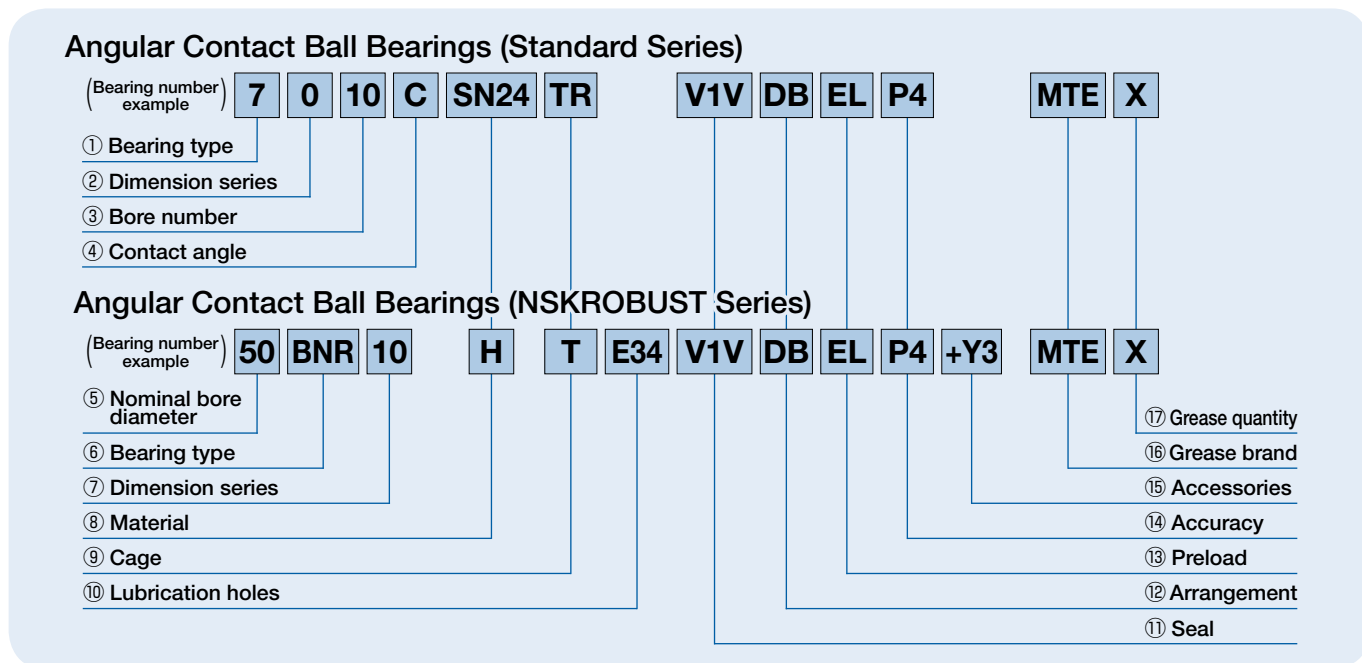 Angular Contact Ball Bearings (Standard Series)
(Bearing number example) 7 0 10 C SN24 TR V1V DB EL P4 MTE X
① Bearing type
② Dimension series
③ Bore number
④ Contact angle
Angular Contact Ball Bearings (NSKROBUST Series)
(Bearing number example) 50 BNR 10 H T E34 V1V DB EL P4 +Y3 MTE X
⑤ Nominal bore
diameter
⑥ Bearing type
⑦ Dimension series
⑧ Material
⑨ Cage
⑩ Lubrication holes
⑰ Grease quantity
⑯ Grease brand
⑮ Accessories
⑭ Accuracy
⑬ Preload
⑫ Arrangement
⑪ Seal